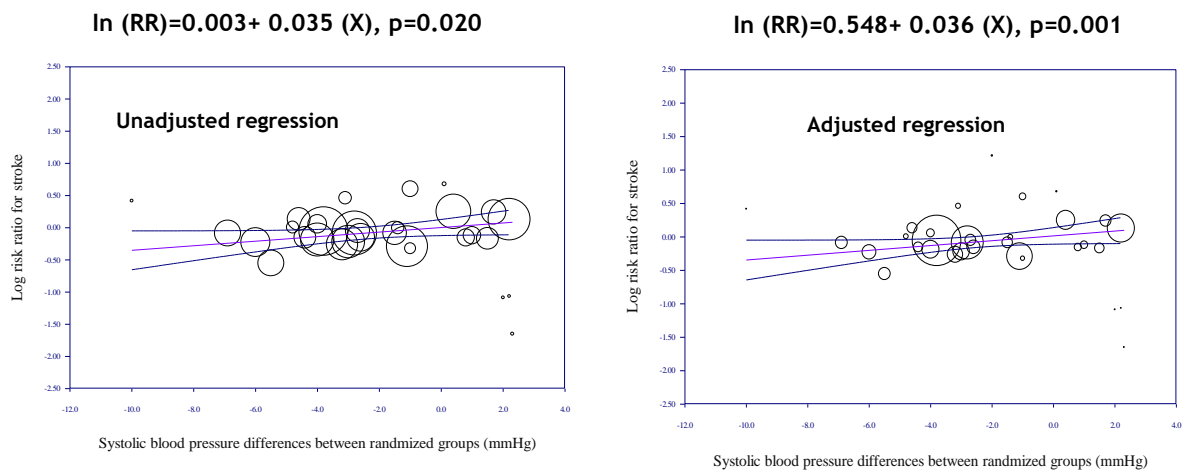 ln (RR)=0.003+ 0.035 (X), p=0.020
Unadjusted regression
Log risk ratio for stroke
2.50
2.00
1.50
1.00
0.50
0.00
-0.50
-1.00
-1.50
-2.00
-2.50
-12.0 -10.0 -8.0 -6.0 -4.0 -2.0 0.0 2.0 4.0
Systolic blood pressure differences between randmized groups (mmHg)
ln (RR)=0.548+ 0.036 (X), p=0.001
Adjusted regression
Log risk ratio for stroke
2.50
2.00
1.50
1.00
0.50
0.00
-0.50
-1.00
-1.50
-2.00
2.50
-12.0 -10.0 -8.0 -6.0 -4.0 -2.0 0.0 2.0 4.0
Systolic blood pressure differences between randmized groups (mmHg)